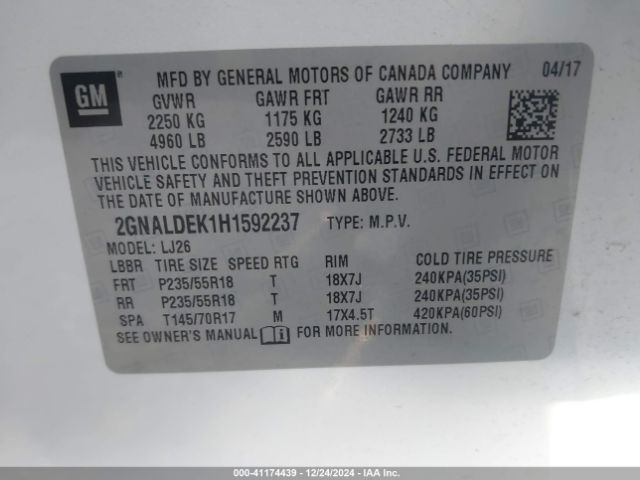 GM
MFD BY GENERAL MOTORS OF CANADA COMPANY 04/17
GVWR GAWR FRT GAWR RR
2250 KG 1175 KG 1240 KG
4960 LB 2590 LB 2733 LB
THIS VEHICLE CONFORMS TO ALL APPLICABLE U.S. FEDERAL MOTOR
VEHICLE SAFETY AND THEFT PREVENTION STANDARDS IN EFFECT ON
THE DATE OF MANUFACTURE SHOWN ABOVE.
2GNALDEK1H1592237 TYPE: M.P.V.
MODEL: LJ26
LBBR TIRE SIZE SPEED RTG RIM COLD TIRE PRESSURE
FRT P235/55R18 T 18X7J 240KPA(35PSI)
RR P235/55R18 T 18X7J 240KPA(35PSI)
SPA T145/70R17 M 17X4.5T 420KPA(60PSI)
SEE OWNER'S MANUAL FOR MORE INFORMATION.
000-41174439 • 12/24/2024 • IAAI.COM